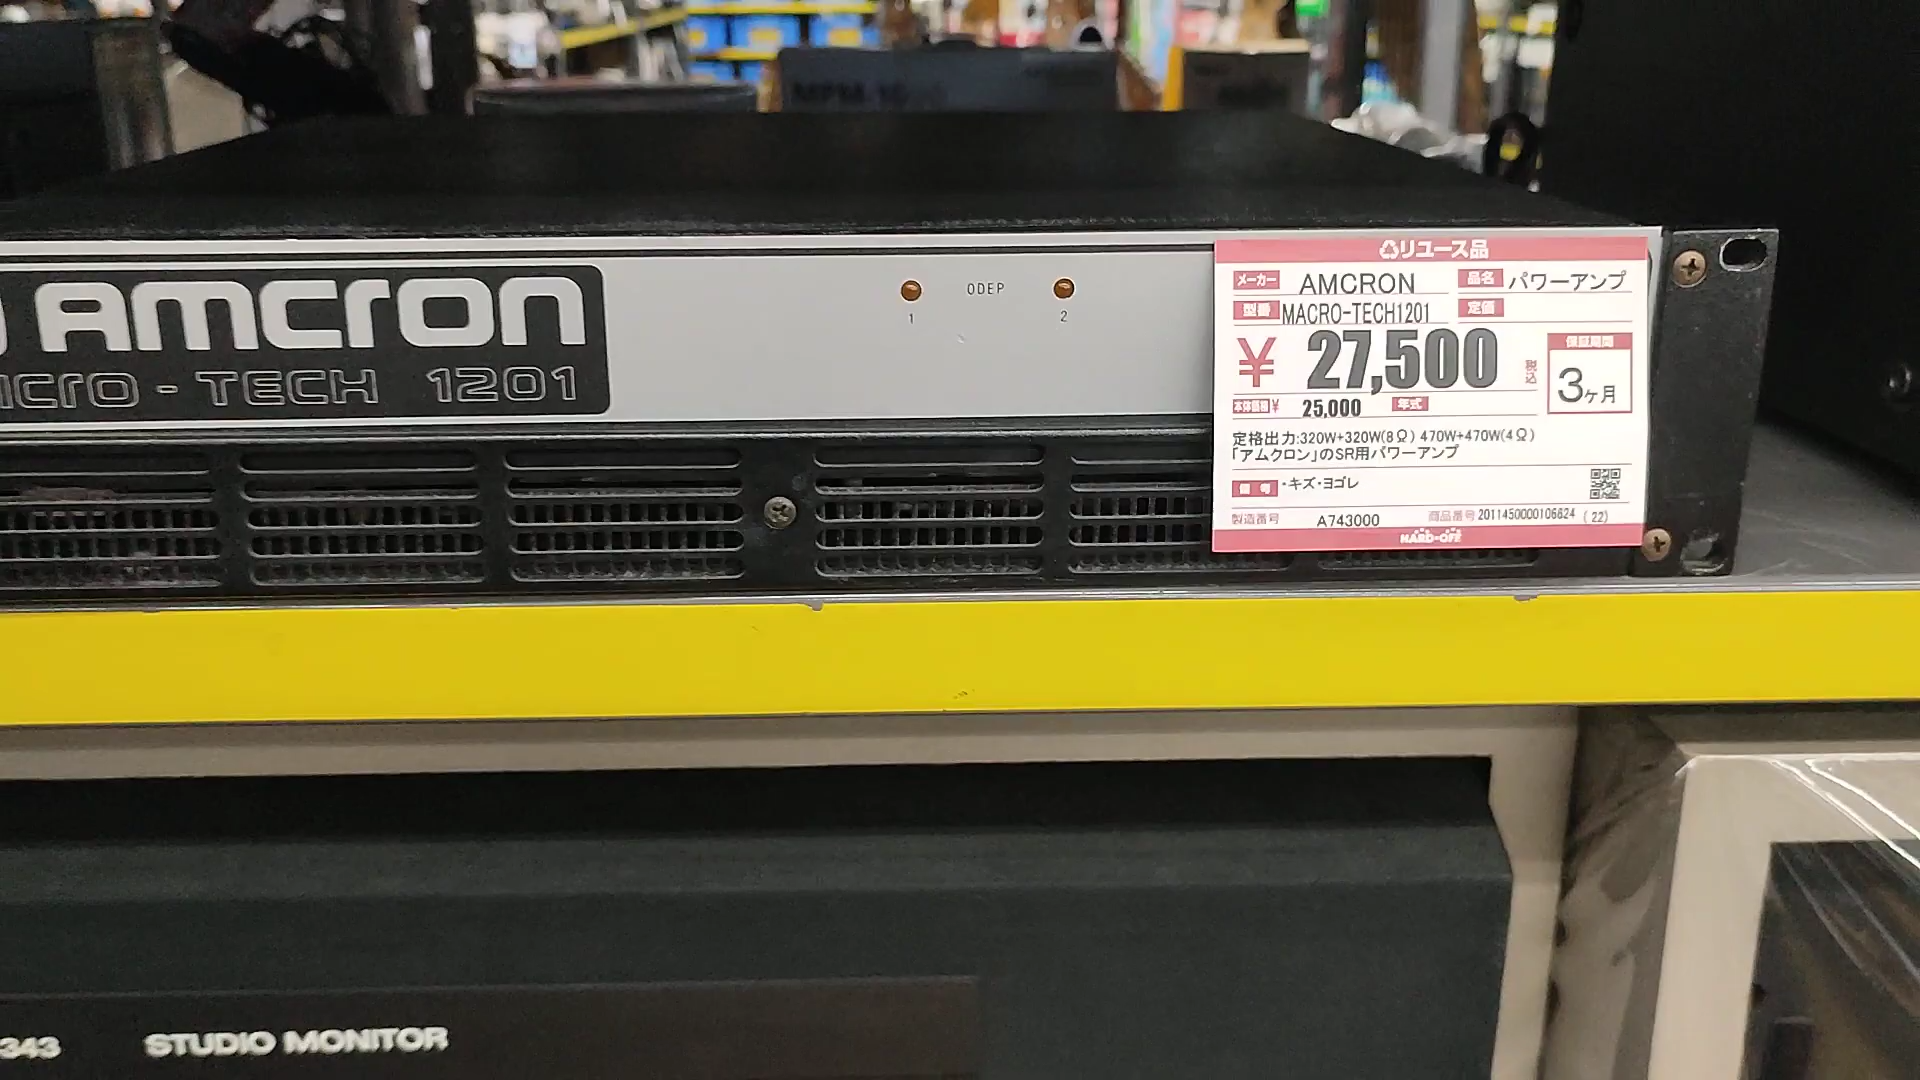 AMCRON
ICRO-TECH 1201
ODEP
1
2
リユース品
メーカー AMCRON 品名 パワーアンプ
型番 MACRO-TECH1201 定価
¥27,500 税込
保証期間
3ヶ月
本体価格¥ 25,000 年式
定格出力:320W+320W(8Ω) 470W+470W(4Ω)
「アムクロン」のSR用パワーアンプ
備考 ・キズ・ヨゴレ
製造番号 A743000 商品番号 2011450000106624 (22)
HARD-OFF
343 STUDIO MONITOR